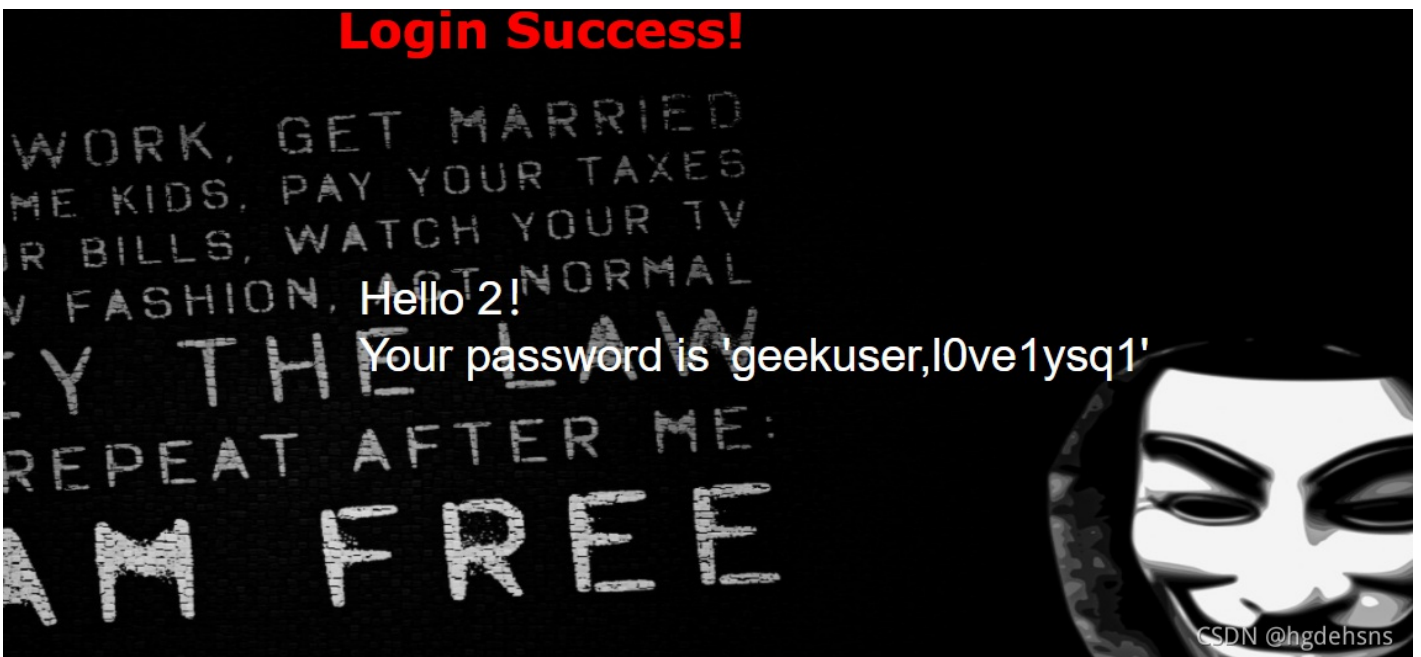 Login Success!
WORK, GET MARRIED
ME KIDS, PAY YOUR TAXES
BILLS, WATCH YOUR TV
FASHION, ACT NORMAL
Hello 2!
THE LAW
Your password is 'geekuser,l0ve1ysq1'
REPEAT AFTER ME:
AM FREE
CSDN @hgdehsns